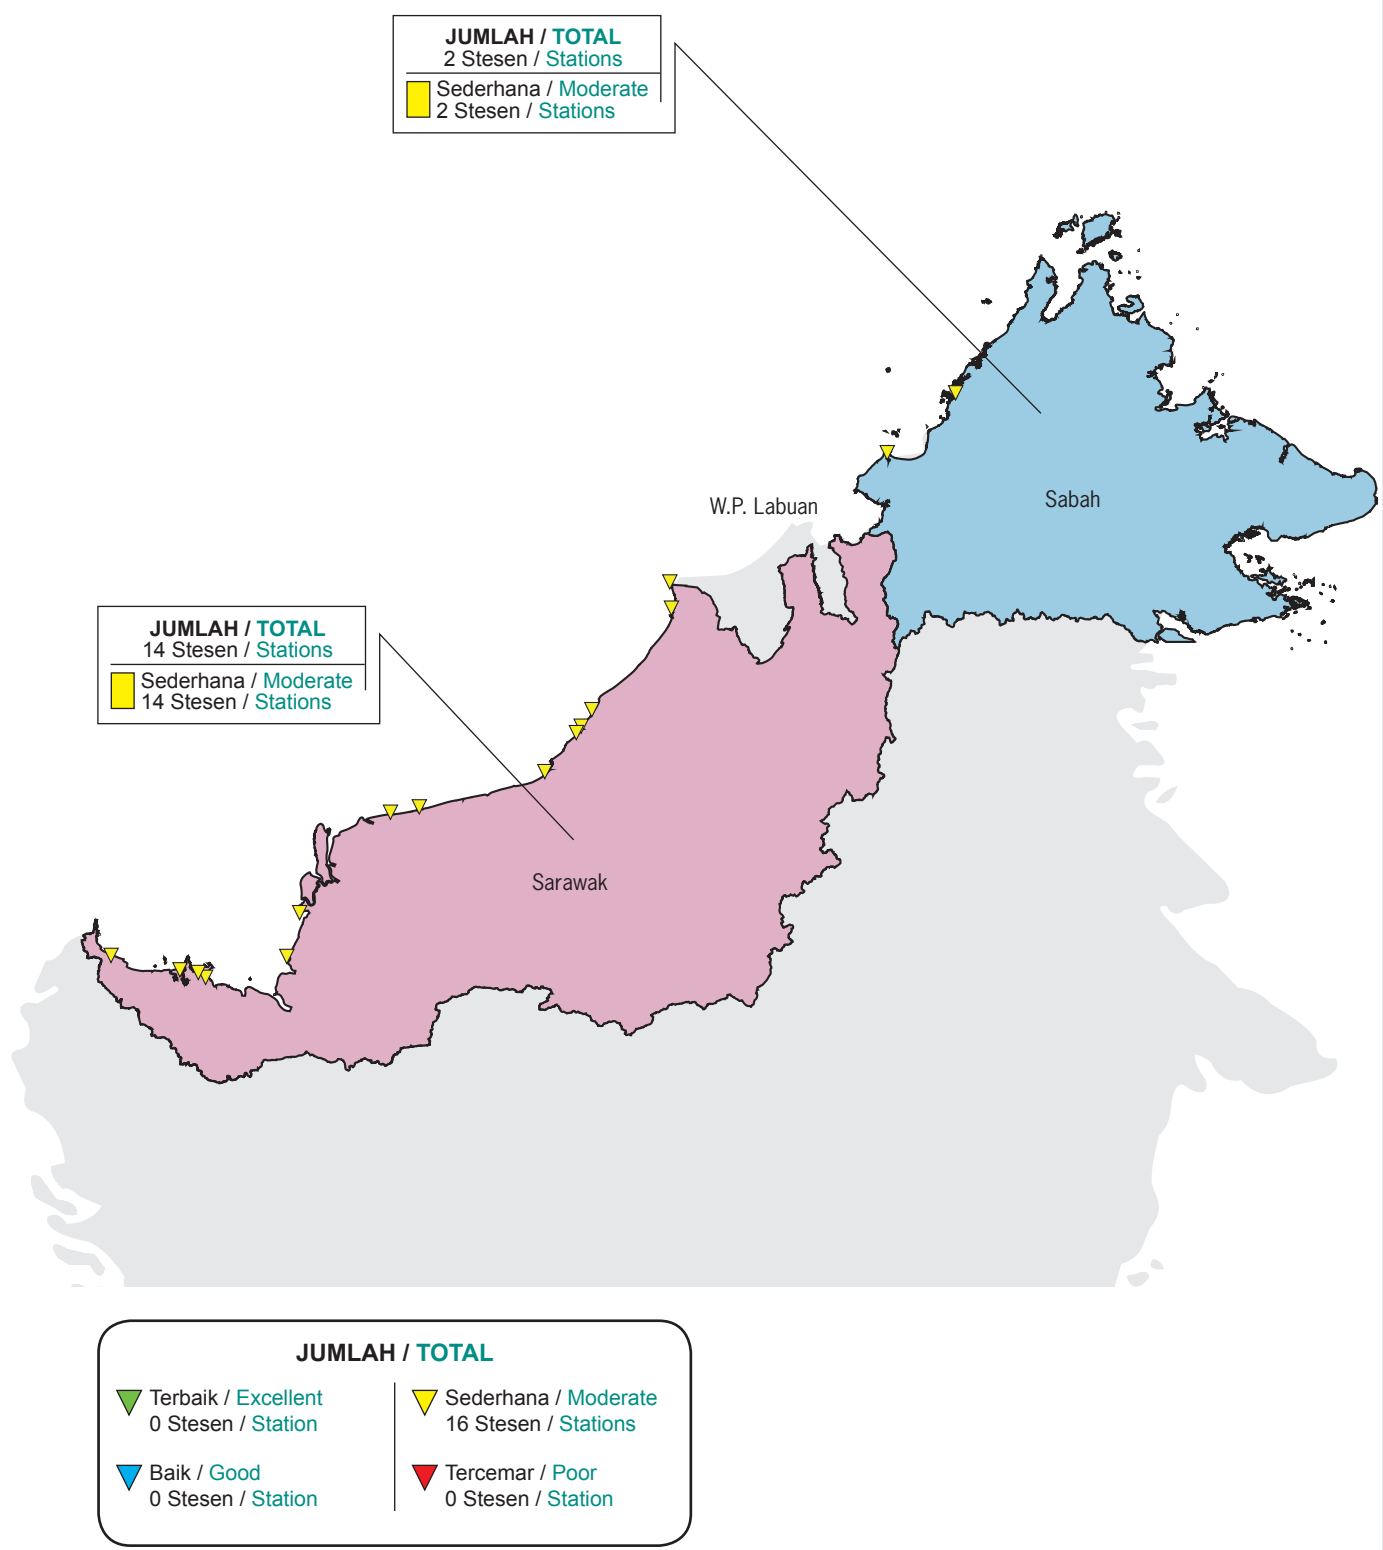 JUMLAH / TOTAL
2 Stesen / Stations
Sederhana / Moderate
2 Stesen / Stations
W.P. Labuan
Sabah
JUMLAH / TOTAL
14 Stesen / Stations
Sederhana / Moderate
14 Stesen / Stations
Sarawak
JUMLAH / TOTAL
Terbaik / Excellent
0 Stesen / Station
Baik / Good
0 Stesen / Station
Sederhana / Moderate
16 Stesen / Stations
Tercemar / Poor
0 Stesen / Station